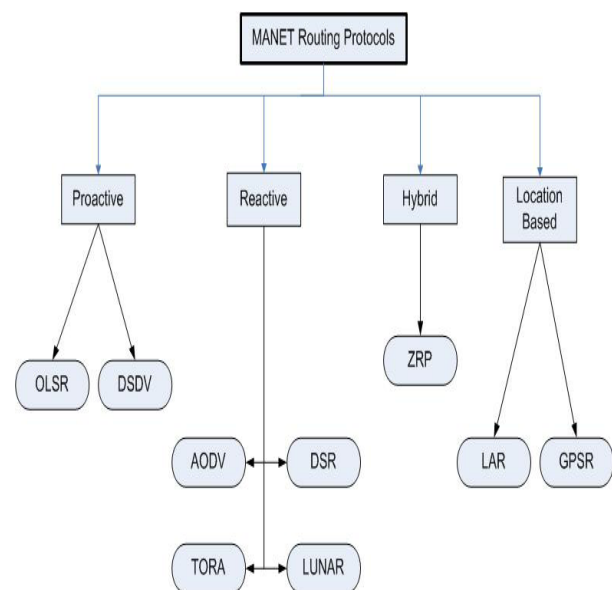 MANET Routing Protocols
Proactive
Reactive
Hybrid
Location
Based
OLSR
DSDV
ZRP
AODV
DSR
LAR
GPSR
TORA
LUNAR